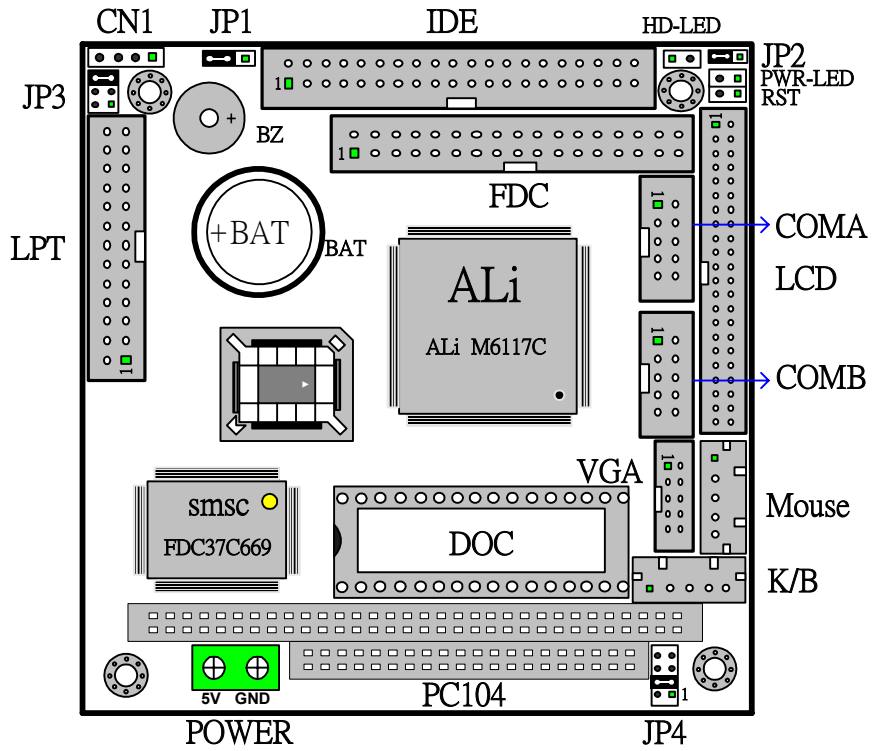 CN1
JP1
IDE
HD-LED
JP2
PWR-LED
RST
JP3
1
+
BZ
1
1
FDC
1
COMA
LPT
+BAT
BAT
LCD
ALi
ALi M6117C
1
COMB
1
VGA
1
smsc
FDC37C669
DOC
Mouse
K/B
5V GND
PC104
1
POWER
JP4